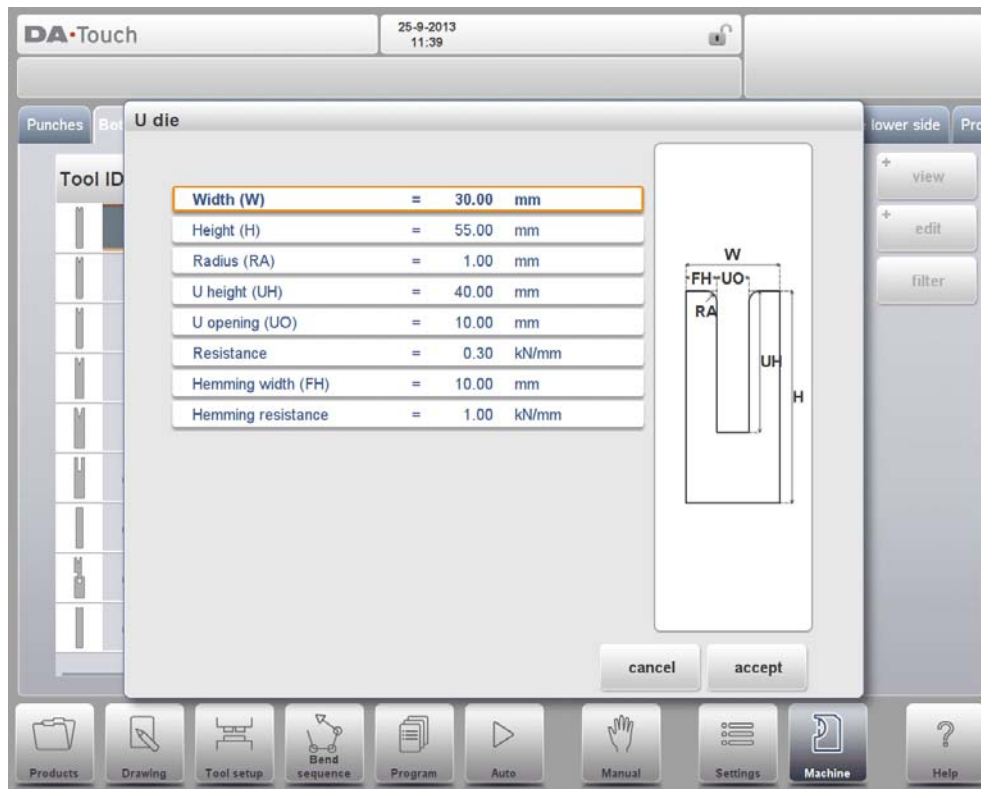 DA·Touch
25-9-2013
11:39
Punches
Bot
lower side
Pro
U die
Tool ID
Width (W) = 30.00 mm
Height (H) = 55.00 mm
Radius (RA) = 1.00 mm
U height (UH) = 40.00 mm
U opening (UO) = 10.00 mm
Resistance = 0.30 kN/mm
Hemming width (FH) = 10.00 mm
Hemming resistance = 1.00 kN/mm
W
FH UO
RA
UH
H
+ view
+ edit
filter
cancel
accept
Products
Drawing
Tool setup
Bend
sequence
Program
Auto
Manual
Settings
Machine
?
Help